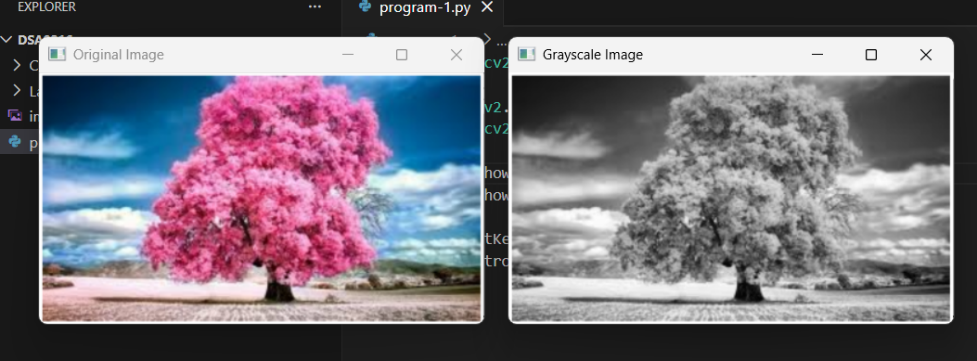 EXPLORER
...
program-1.py
DSA
Original Image
Grayscale Image
cv2
v2.
cv2
how
how
tKe
tro